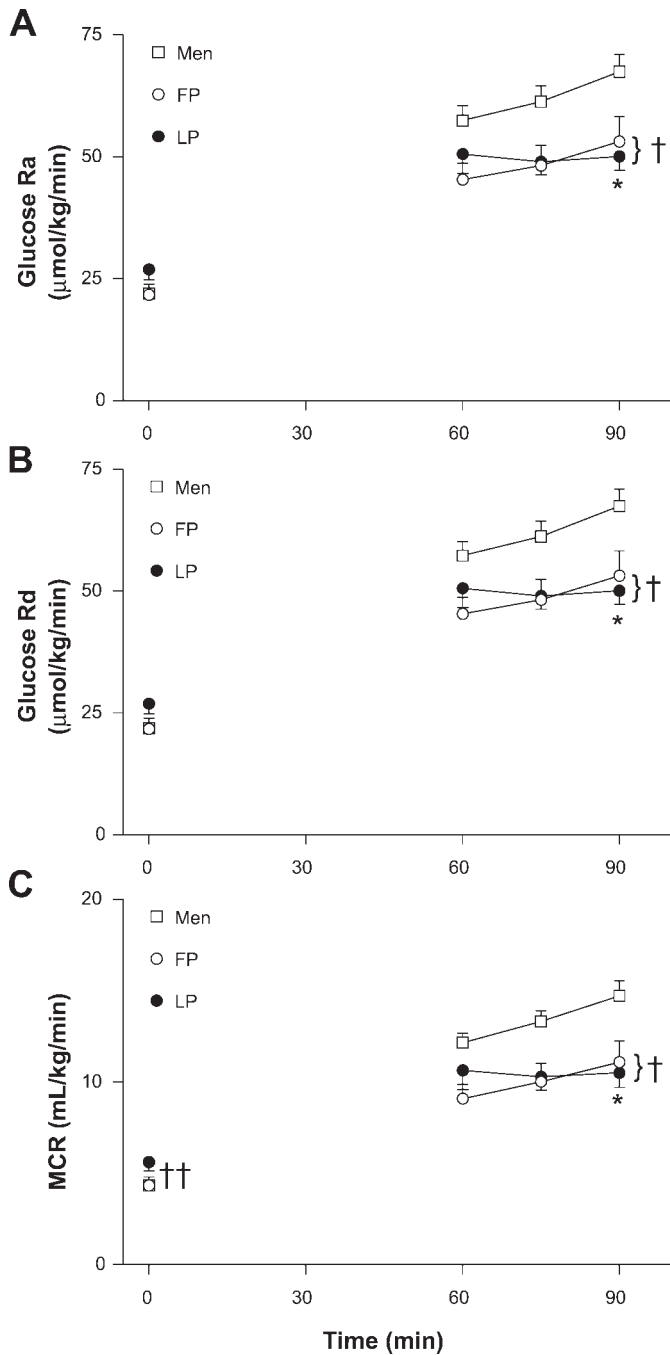 A
75
Men
FP
LP
50
} †
*
25
0
Glucose Ra
(μmol/kg/min)
0
30
60
90
B
75
Men
FP
LP
50
} †
*
25
0
Glucose Rd
(μmol/kg/min)
0
30
60
90
C
20
Men
FP
LP
15
10
} †
*
5
††
0
MCR (mL/kg/min)
0
30
60
90
Time (min)